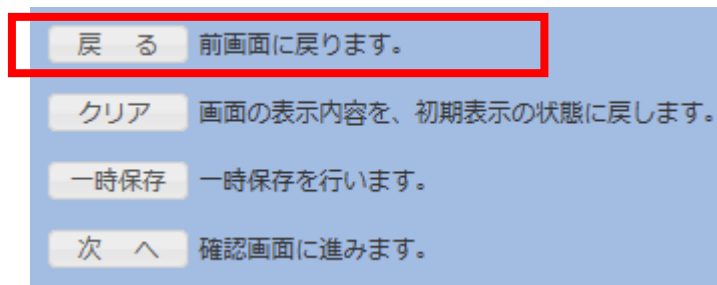 戻　る 前画面に戻ります。
クリア 画面の表示内容を、初期表示の状態に戻します。
一時保存 一時保存を行います。
次　へ 確認画面に進みます。